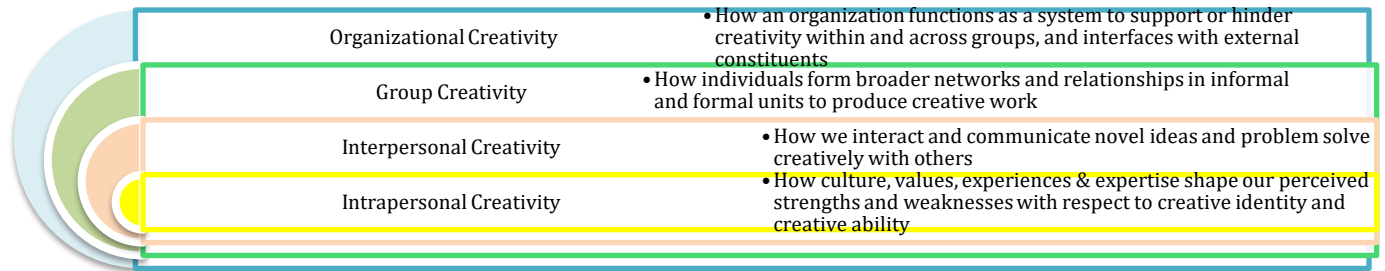 Organizational Creativity
• How an organization functions as a system to support or hinder
creativity within and across groups, and interfaces with external
constituents
Group Creativity
• How individuals form broader networks and relationships in informal
and formal units to produce creative work
Interpersonal Creativity
• How we interact and communicate novel ideas and problem solve
creatively with others
Intrapersonal Creativity
• How culture, values, experiences & expertise shape our perceived
strengths and weaknesses with respect to creative identity and
creative ability